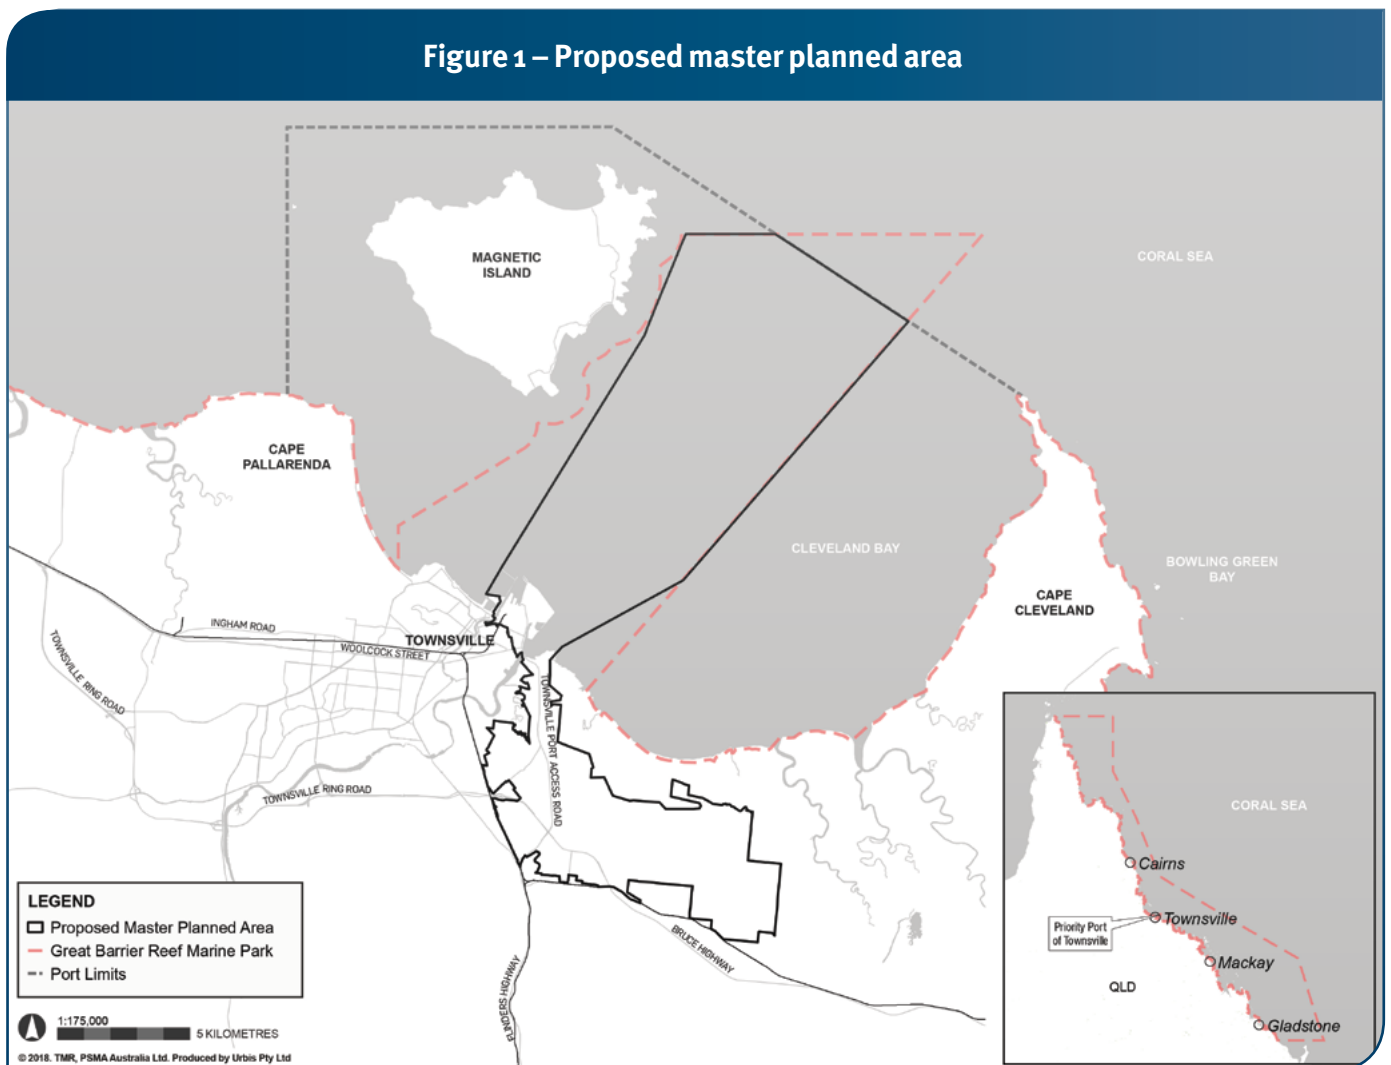 Figure 1 – Proposed master planned area
MAGNETIC
ISLAND
CORAL SEA
CAPE
PALLARENDA
CLEVELAND BAY
BOWLING GREEN
BAY
CAPE
CLEVELAND
INGHAM ROAD
TOWNSVILLE
WOOLCOCK STREET
TOWNSVILLE RING ROAD
TOWNSVILLE PORT ACCESS ROAD
TOWNSVILLE RING ROAD
BRUCE HIGHWAY
FLINDERS HIGHWAY
LEGEND
Proposed Master Planned Area
Great Barrier Reef Marine Park
Port Limits
1:175,000
5 KILOMETRES
© 2018. TMR, PSMA Australia Ltd. Produced by Urbis Pty Ltd
CORAL SEA
Cairns
Townsville
Priority Port
of Townsville
Mackay
QLD
Gladstone